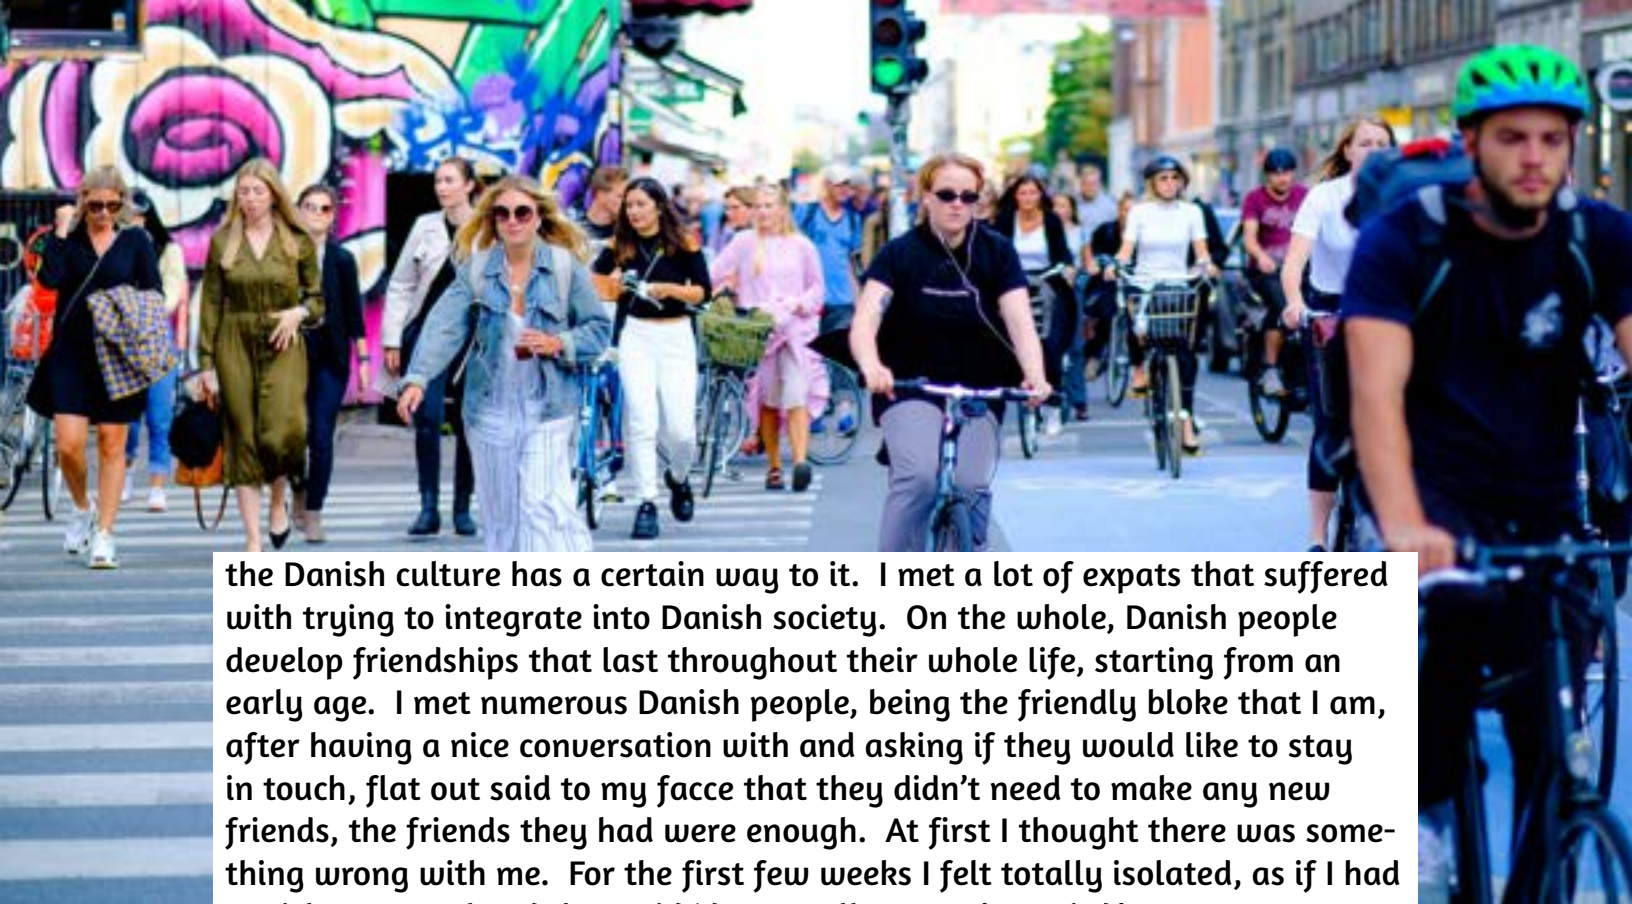 the Danish culture has a certain way to it.  I met a lot of expats that suffered
with trying to integrate into Danish society.  On the whole, Danish people
develop friendships that last throughout their whole life, starting from an
early age.  I met numerous Danish people, being the friendly bloke that I am,
after having a nice conversation with and asking if they would like to stay
in touch, flat out said to my facce that they didn’t need to make any new
friends, the friends they had were enough.  At first I thought there was some-
thing wrong with me.  For the first few weeks I felt totally isolated, as if I had